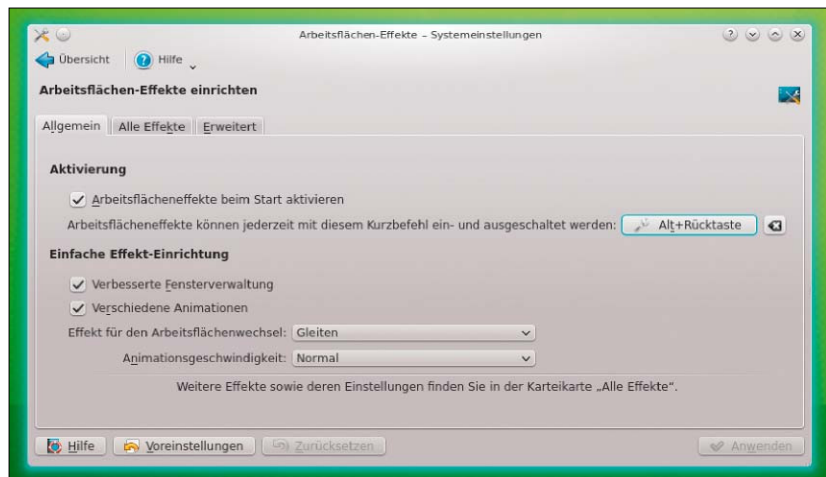 Arbeitsflächen-Effekte – Systemeinstellungen
Übersicht Hilfe
Arbeitsflächen-Effekte einrichten
Allgemein Alle Effekte Erweitert
Aktivierung
Arbeitsflächeneffekte beim Start aktivieren
Arbeitsflächeneffekte können jederzeit mit diesem Kurzbefehl ein- und ausgeschaltet werden: Alt+Rücktaste
Einfache Effekt-Einrichtung
Verbesserte Fensterverwaltung
Verschiedene Animationen
Effekt für den Arbeitsflächenwechsel: Gleiten
Animationsgeschwindigkeit: Normal
Weitere Effekte sowie deren Einstellungen finden Sie in der Karteikarte „Alle Effekte“.
Hilfe Voreinstellungen Zurücksetzen Anwenden